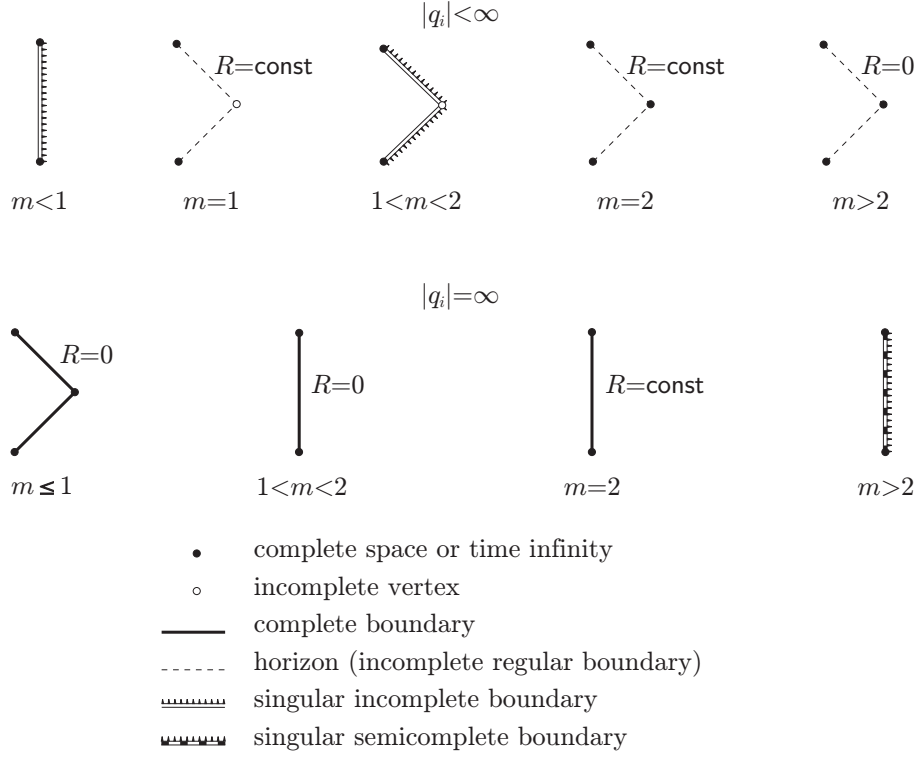 |q_i|<∞
R=const R=const R=0
m<1 m=1 1<m<2 m=2 m>2
|q_i|=∞
R=0 R=0 R=const
m≤1 1<m<2 m=2 m>2
complete space or time infinity
incomplete vertex
complete boundary
horizon (incomplete regular boundary)
singular incomplete boundary
singular semicomplete boundary